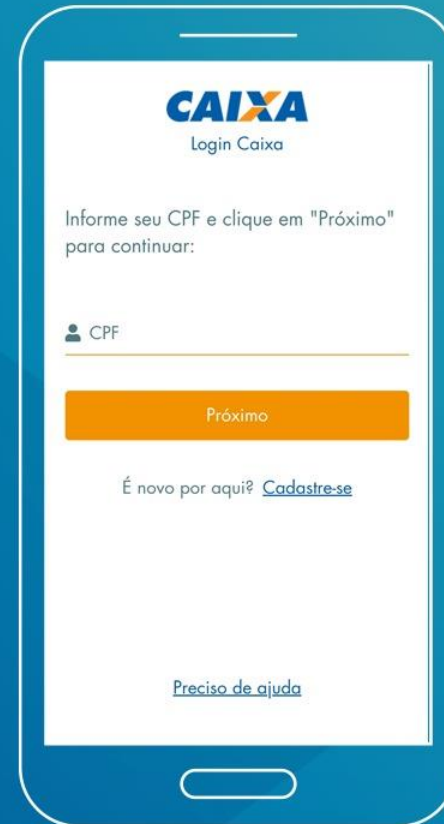 CAIXA
Login Caixa
Informe seu CPF e clique em "Próximo"
para continuar:
CPF
Próximo
É novo por aqui? Cadastre-se
Preciso de ajuda